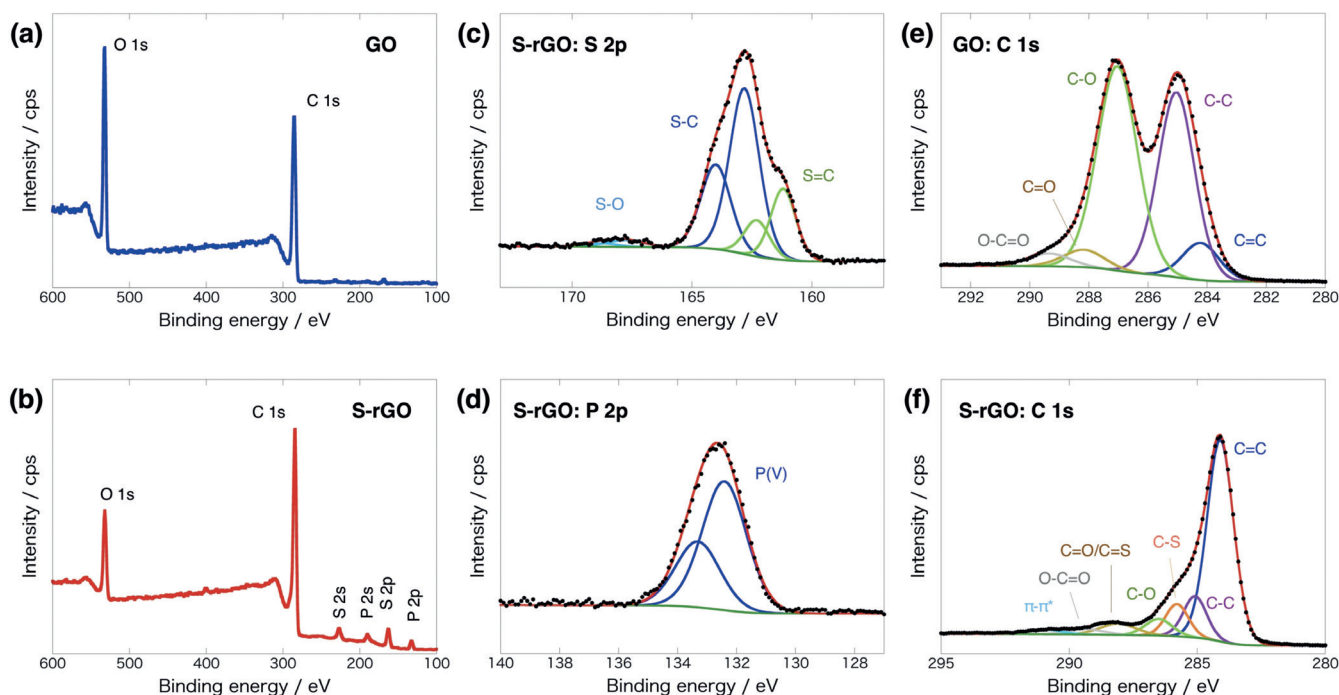 (a)
GO
O 1s
C 1s
Intensity / cps
600
500
400
300
200
100
Binding energy / eV
(c)
S-rGO: S 2p
S-C
S=C
S-O
Intensity / cps
170
165
160
Binding energy / eV
(e)
GO: C 1s
C-O
C-C
C=O
O-C=O
C=C
Intensity / cps
292
290
288
286
284
282
280
Binding energy / eV
(b)
S-rGO
C 1s
O 1s
S 2s
P 2s
S 2p
P 2p
Intensity / cps
600
500
400
300
200
100
Binding energy / eV
(d)
S-rGO: P 2p
P(V)
Intensity / cps
140
138
136
134
132
130
128
Binding energy / eV
(f)
S-rGO: C 1s
C=C
C=O/C=S
C-S
O-C=O
C-O
π-π*
C-C
Intensity / cps
295
290
285
280
Binding energy / eV